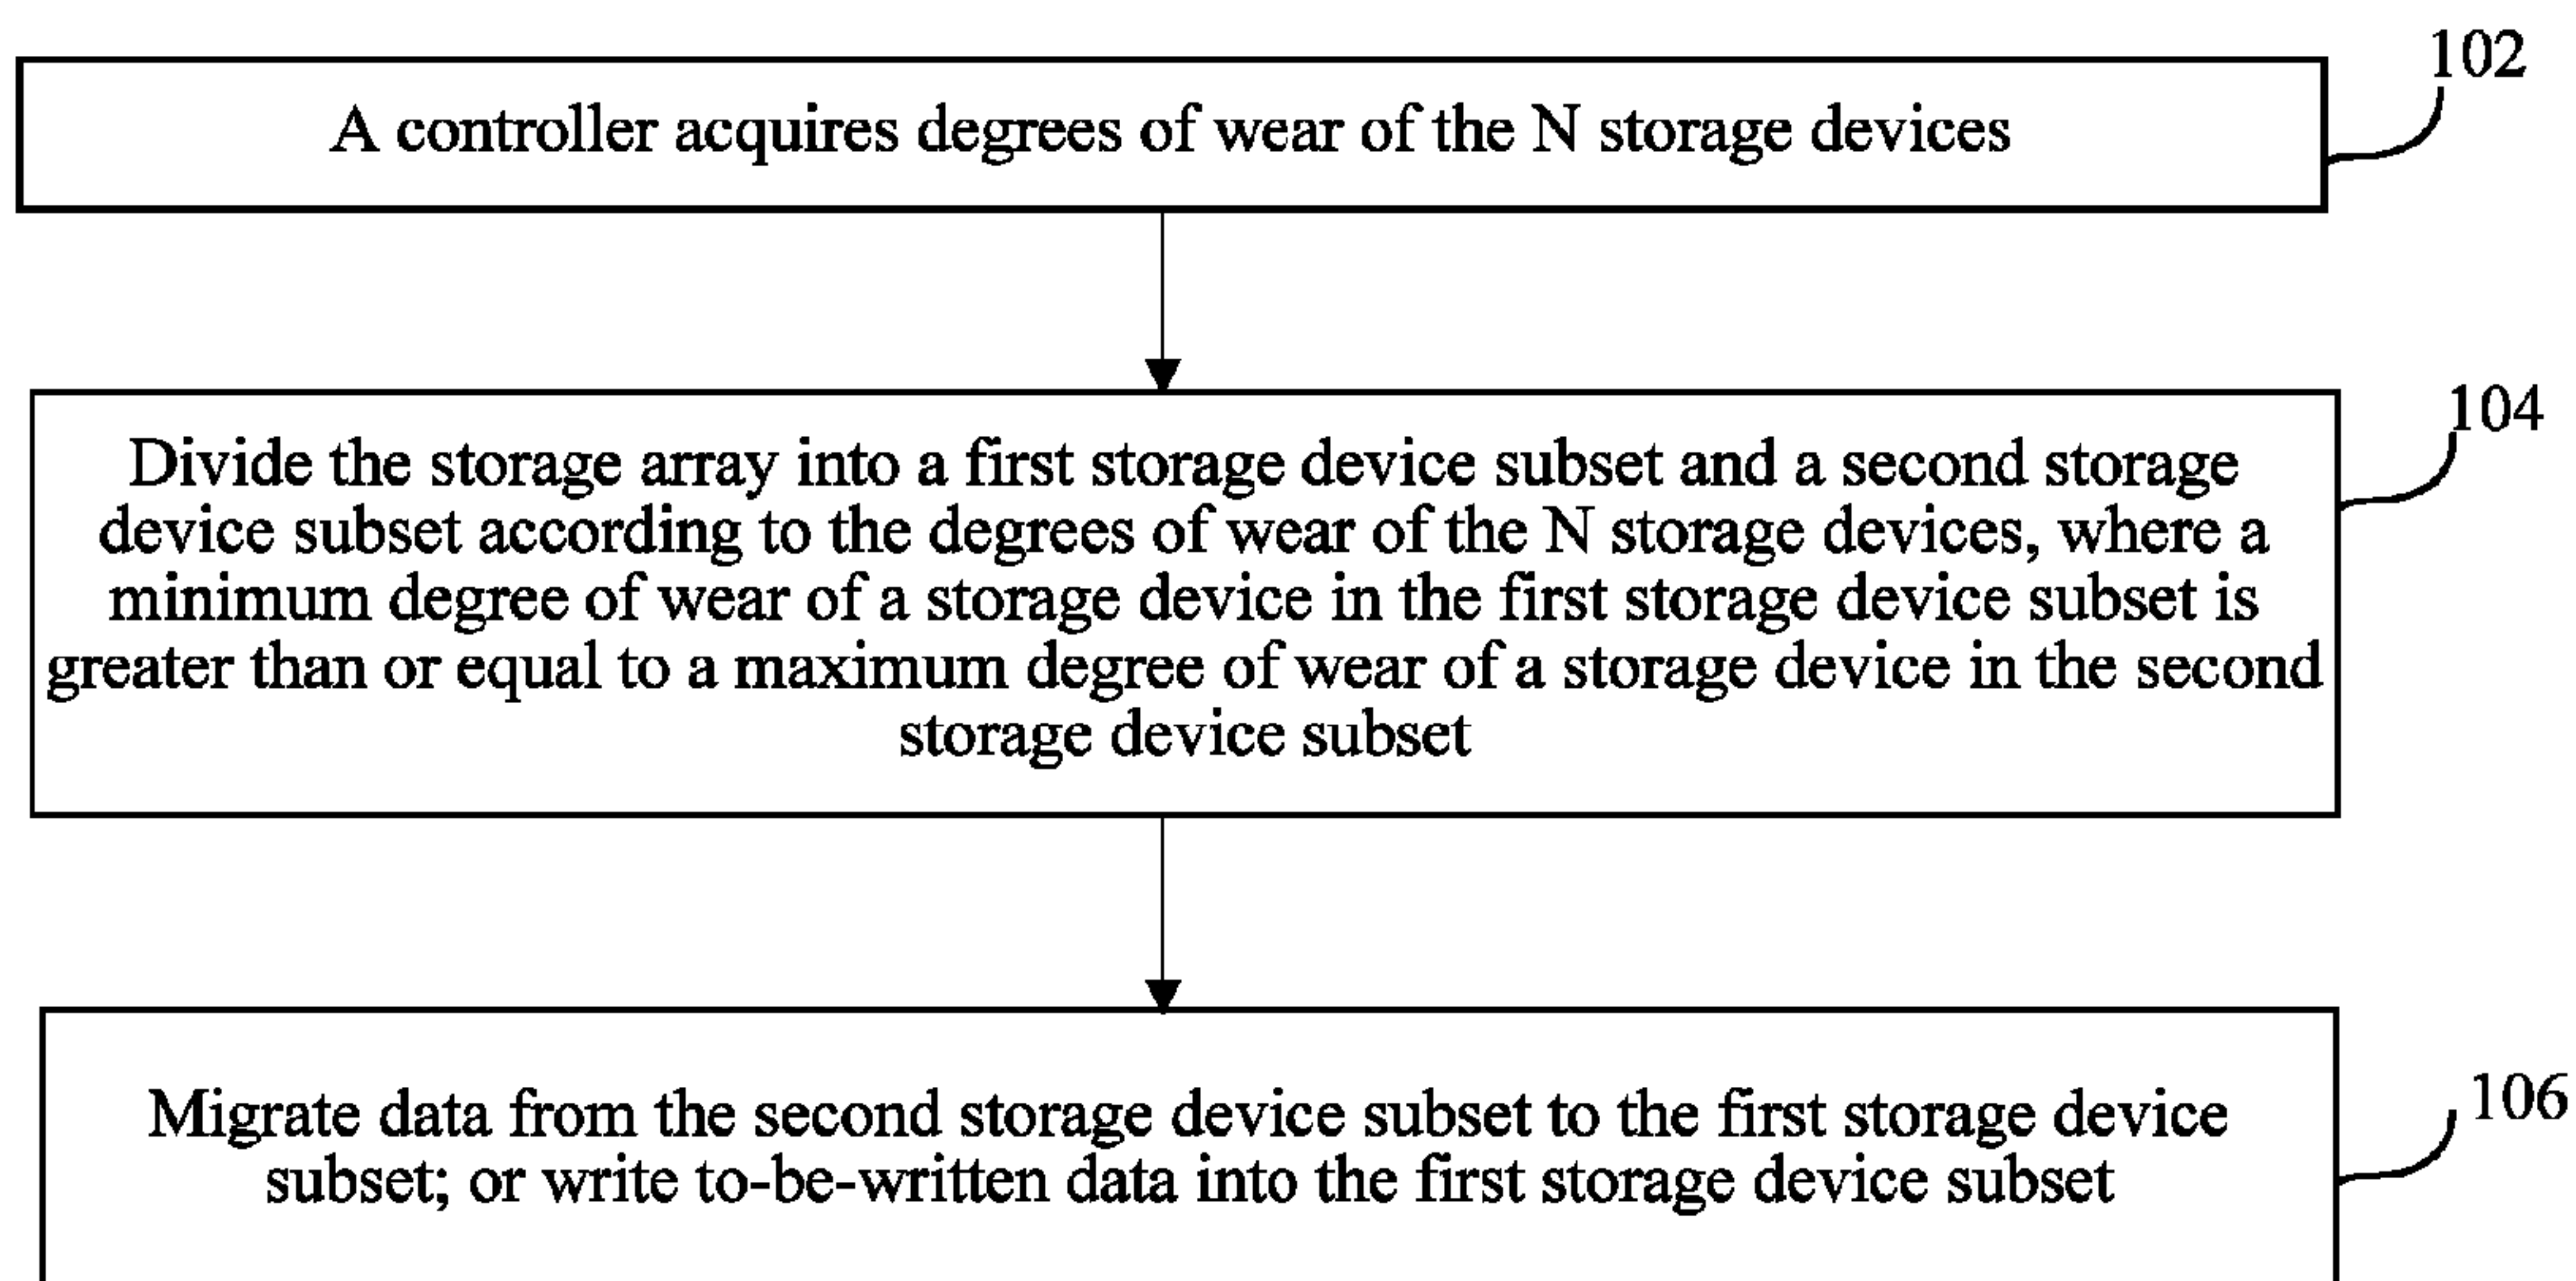 102
A controller acquires degrees of wear of the N storage devices
104
Divide the storage array into a first storage device subset and a second storage
device subset according to the degrees of wear of the N storage devices, where a
minimum degree of wear of a storage device in the first storage device subset is
greater than or equal to a maximum degree of wear of a storage device in the second
storage device subset
106
Migrate data from the second storage device subset to the first storage device
subset; or write to-be-written data into the first storage device subset